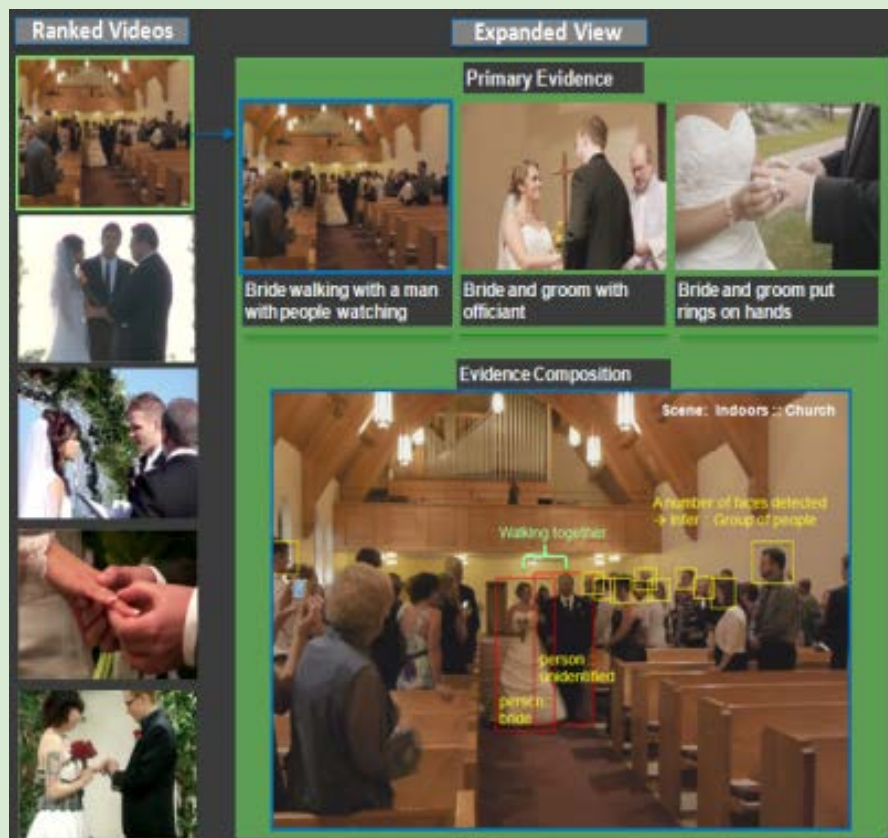 Ranked Videos
Expanded View
Primary Evidence
Bride walking with a man
with people watching
Bride and groom with
officiant
Bride and groom put
rings on hands
Evidence Composition
Scene: Indoors :: Church
A number of faces detected
→ Infer : Group of people
Walking together
person ::
unidentified
person::
bride